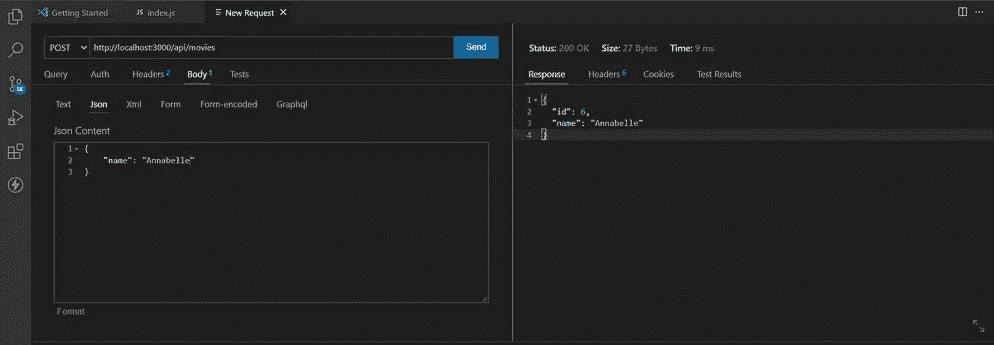 Getting Started
JS index.js
New Request
POST http://localhost:3000/api/movies Send
Query Auth Headers 2 Body 1 Tests
Text Json Xml Form Form-encoded Graphql
Json Content
1 {
2 "name": "Annabelle"
3 }
Format
Status: 200 OK Size: 27 Bytes Time: 9 ms
Response Headers 6 Cookies Test Results
1 {
2 "id": 6,
3 "name": "Annabelle"
4 }
SK